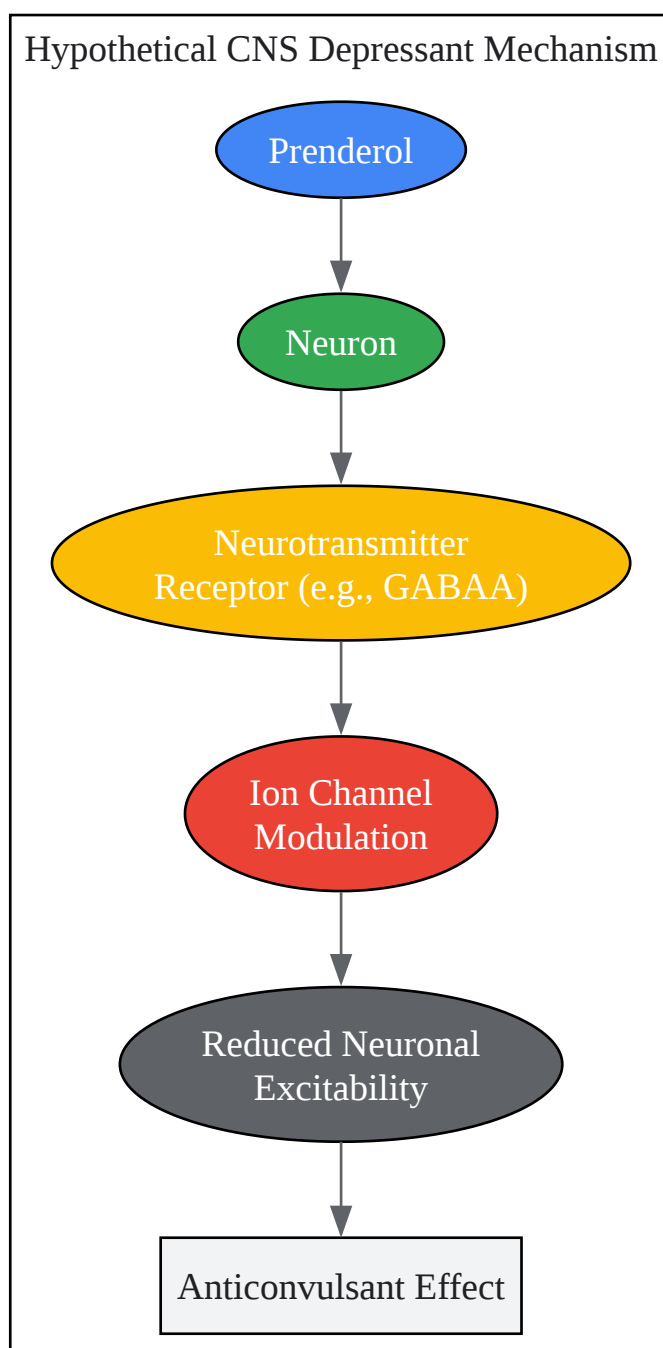 Hypothetical CNS Depressant Mechanism
Prenderol
Neuron
Neurotransmitter
Receptor (e.g., GABAA)
Ion Channel
Modulation
Reduced Neuronal
Excitability
Anticonvulsant Effect